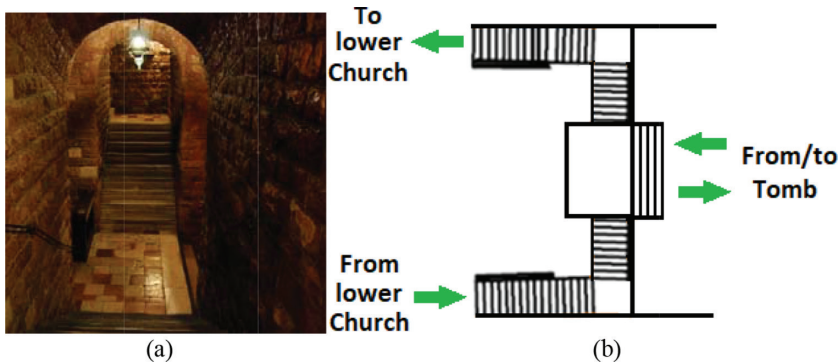 To
lower
Church
From/to
Tomb
From
lower
Church
(a)
(b)